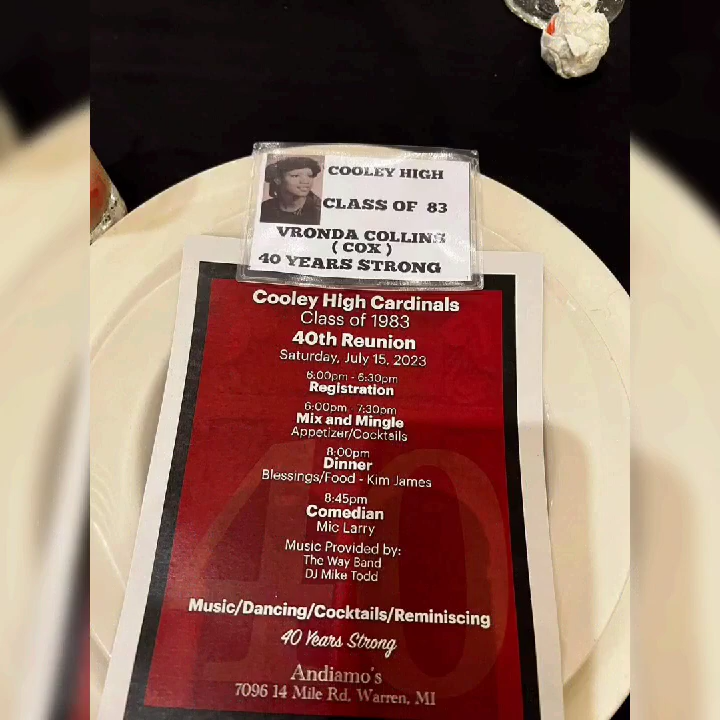 COOLEY HIGH
CLASS OF 83
VRONDA COLLINS
( COX )
40 YEARS STRONG
Cooley High Cardinals
Class of 1983
40th Reunion
Saturday, July 15, 2023
6:00pm - 6:30pm
Registration
6:00pm - 7:30pm
Mix and Mingle
Appetizer/Cocktails
8:00pm
Dinner
Blessings/Food - Kim James
8:45pm
Comedian
Mic Larry
Music Provided by:
The Way Band
DJ Mike Todd
Music/Dancing/Cocktails/Reminiscing
40 Years Strong
Andiamo's
7096 14 Mile Rd, Warren, MI
40